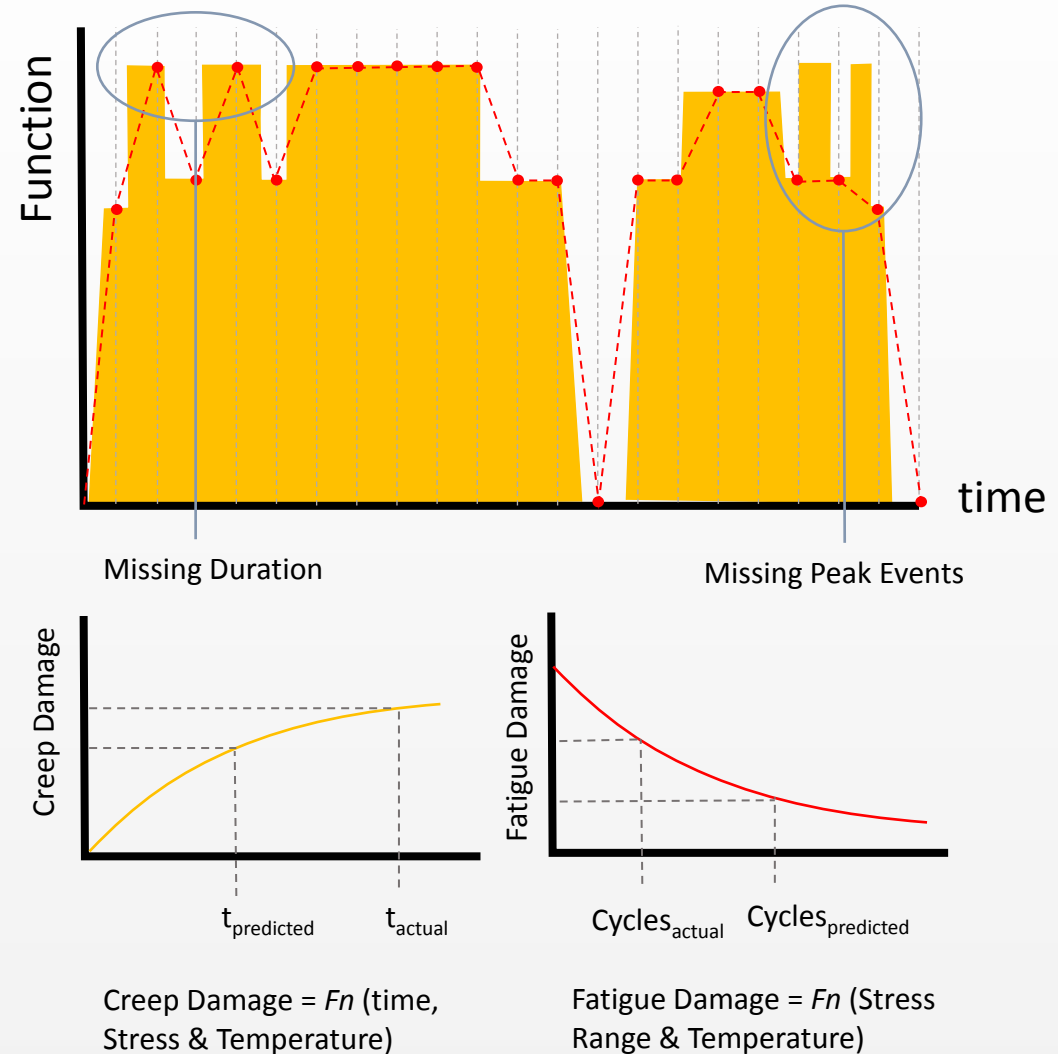 Function
time
Missing Duration
Missing Peak Events
Creep Damage
t_predicted
t_actual
Fatigue Damage
Cycles_actual
Cycles_predicted
Creep Damage = Fn (time,
Stress & Temperature)
Fatigue Damage = Fn (Stress
Range & Temperature)